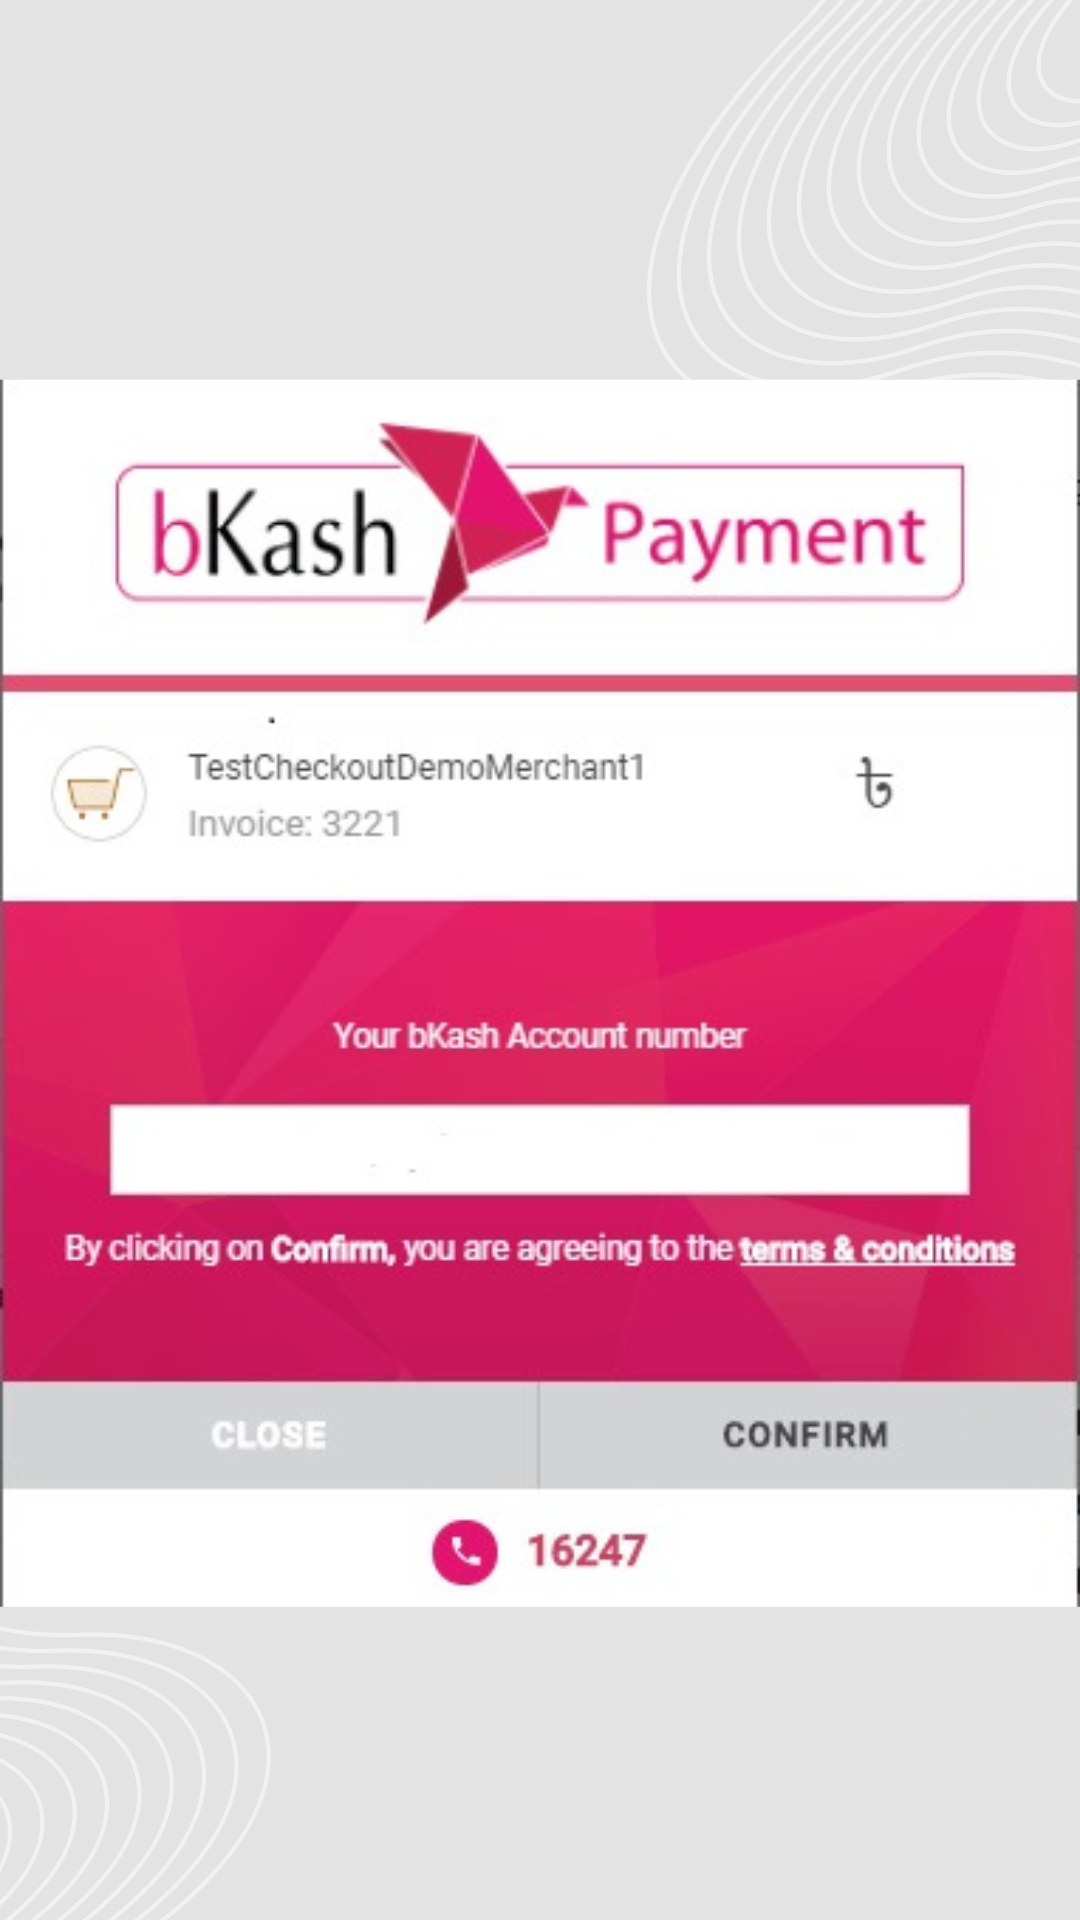 bKash Payment
TestCheckoutDemoMerchant1
৳
Invoice: 3221
Your bKash Account number
By clicking on Confirm, you are agreeing to the terms & conditions
CLOSE
CONFIRM
16247